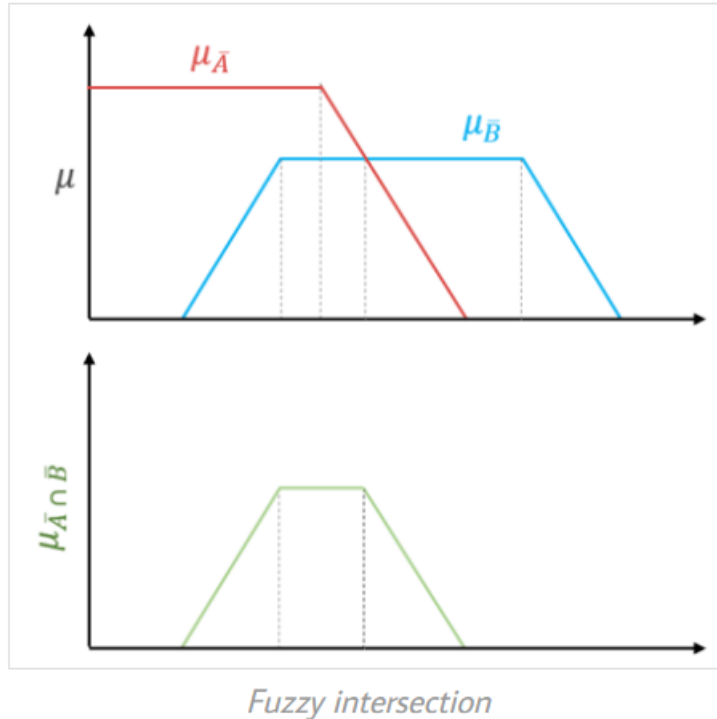 μ_Ā
μ_B̄
μ
μ_Ā ∩ B̄
Fuzzy intersection